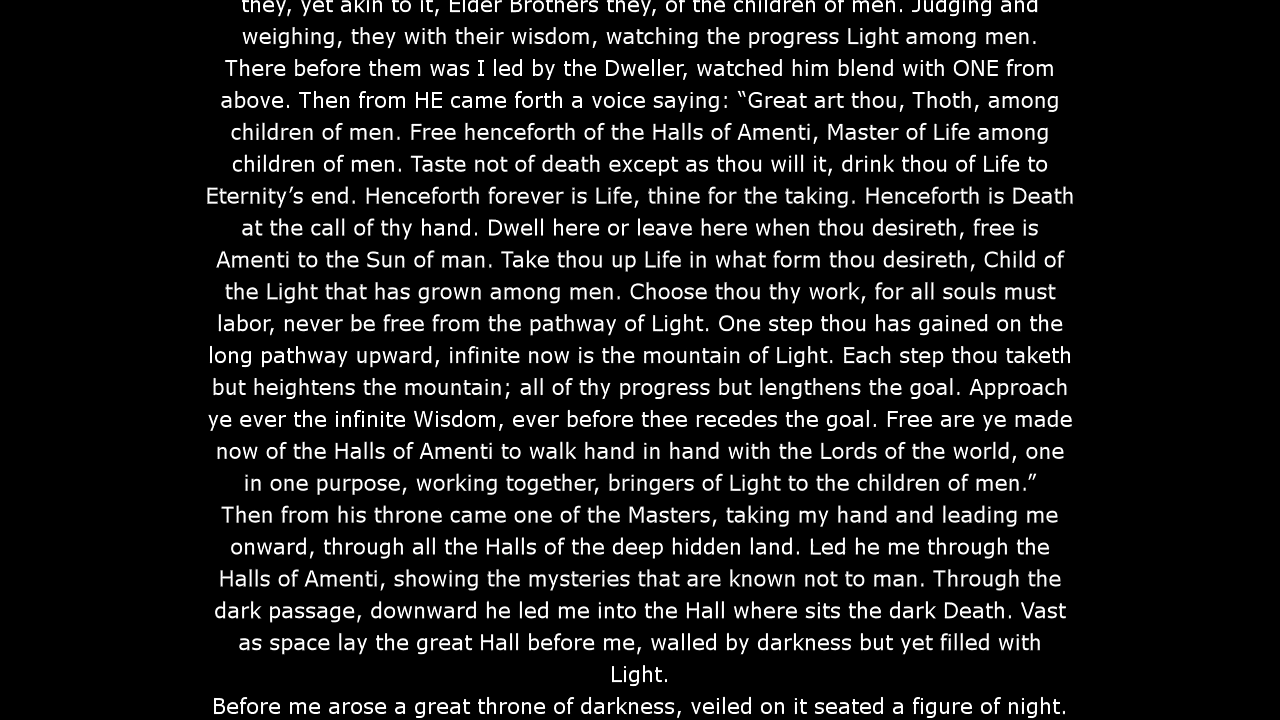 they, yet akin to it, Elder Brothers they, of the children of men. Judging and
weighing, they with their wisdom, watching the progress Light among men.
There before them was I led by the Dweller, watched him blend with ONE from
above. Then from HE came forth a voice saying: “Great art thou, Thoth, among
children of men. Free henceforth of the Halls of Amenti, Master of Life among
children of men. Taste not of death except as thou will it, drink thou of Life to
Eternity’s end. Henceforth forever is Life, thine for the taking. Henceforth is Death
at the call of thy hand. Dwell here or leave here when thou desireth, free is
Amenti to the Sun of man. Take thou up Life in what form thou desireth, Child of
the Light that has grown among men. Choose thou thy work, for all souls must
labor, never be free from the pathway of Light. One step thou has gained on the
long pathway upward, infinite now is the mountain of Light. Each step thou taketh
but heightens the mountain; all of thy progress but lengthens the goal. Approach
ye ever the infinite Wisdom, ever before thee recedes the goal. Free are ye made
now of the Halls of Amenti to walk hand in hand with the Lords of the world, one
in one purpose, working together, bringers of Light to the children of men.”
Then from his throne came one of the Masters, taking my hand and leading me
onward, through all the Halls of the deep hidden land. Led he me through the
Halls of Amenti, showing the mysteries that are known not to man. Through the
dark passage, downward he led me into the Hall where sits the dark Death. Vast
as space lay the great Hall before me, walled by darkness but yet filled with
Light.
Before me arose a great throne of darkness, veiled on it seated a figure of night.